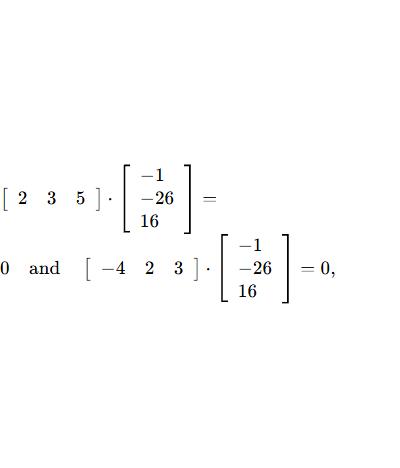 [ 2 3 5 ] · [ −1 −26 16 ] =
0 and [ −4 2 3 ] · [ −1 −26 16 ] = 0,